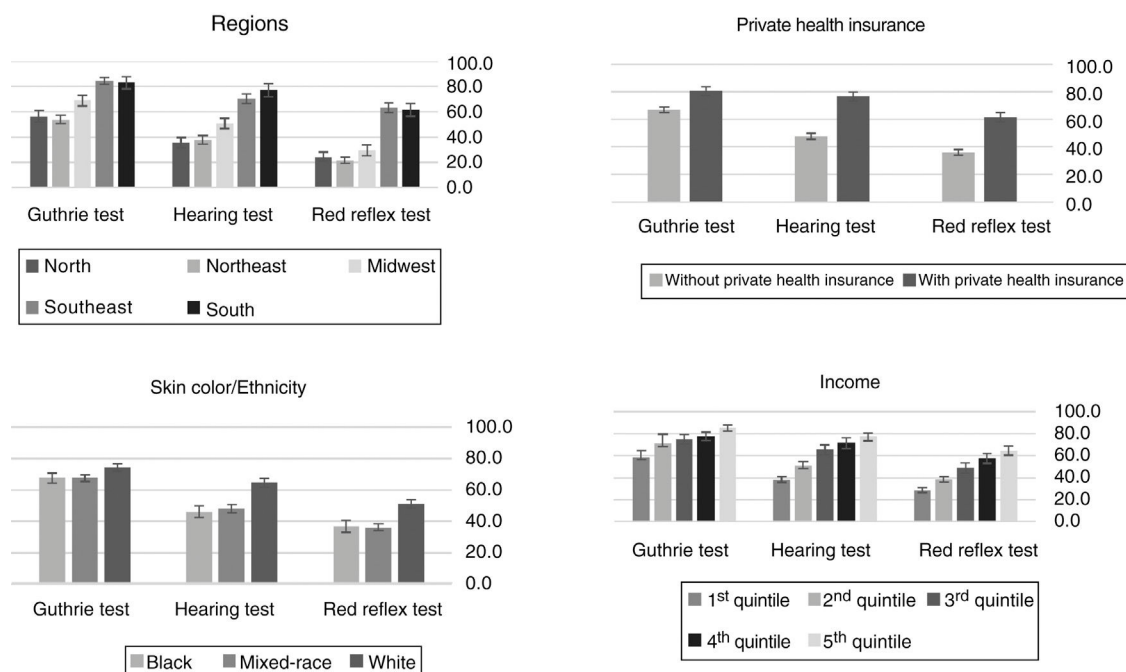 Regions
100.0
80.0
60.0
40.0
20.0
0.0
Guthrie test Hearing test Red reflex test
North Northeast Midwest
Southeast South
Private health insurance
100.0
80.0
60.0
40.0
20.0
0.0
Guthrie test Hearing test Red reflex test
Without private health insurance With private health insurance
Skin color/Ethnicity
100.0
80.0
60.0
40.0
20.0
0.0
Guthrie test Hearing test Red reflex test
Black Mixed-race White
Income
100.0
80.0
60.0
40.0
20.0
0.0
Guthrie test Hearing test Red reflex test
1st quintile 2nd quintile 3rd quintile
4th quintile 5th quintile